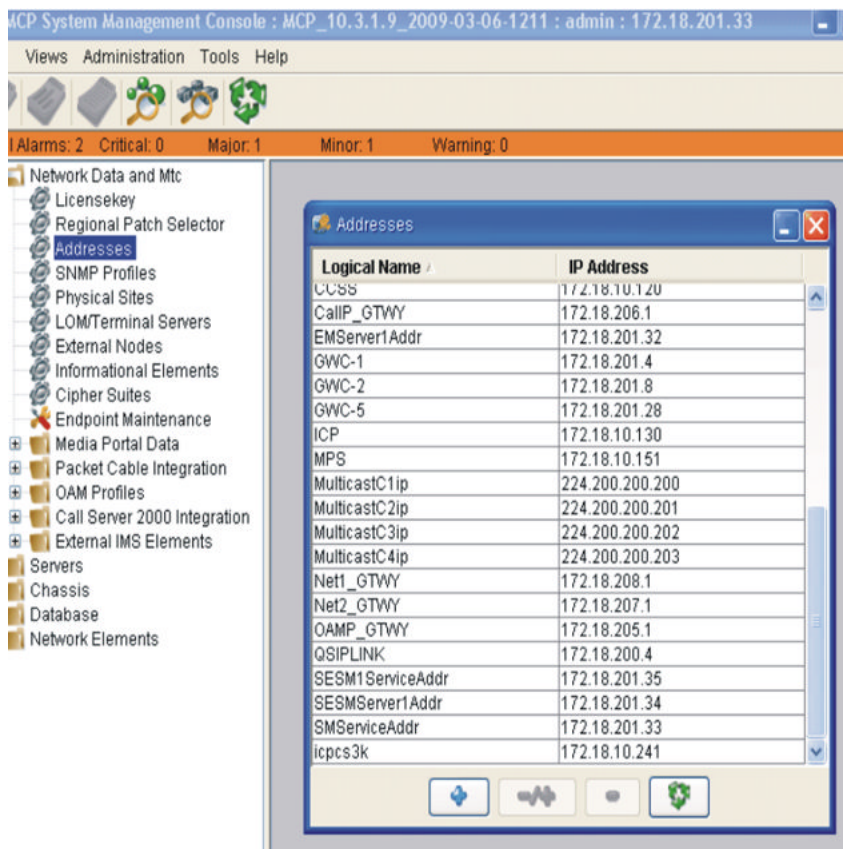 MCP System Management Console : MCP_10.3.1.9_2009-03-06-1211 : admin : 172.18.201.33
Views Administration Tools Help
Alarms: 2 Critical: 0 Major: 1 Minor: 1 Warning: 0
Network Data and Mtc
Licensekey
Regional Patch Selector
Addresses
SNMP Profiles
Physical Sites
LOM/Terminal Servers
External Nodes
Informational Elements
Cipher Suites
Endpoint Maintenance
Media Portal Data
Packet Cable Integration
OAM Profiles
Call Server 2000 Integration
External IMS Elements
Servers
Chassis
Database
Network Elements
Addresses
Logical Name IP Address
CCSS 172.18.10.120
CallP_GTWY 172.18.206.1
EMServer1Addr 172.18.201.32
GWC-1 172.18.201.4
GWC-2 172.18.201.8
GWC-5 172.18.201.28
ICP 172.18.10.130
MPS 172.18.10.151
MulticastC1ip 224.200.200.200
MulticastC2ip 224.200.200.201
MulticastC3ip 224.200.200.202
MulticastC4ip 224.200.200.203
Net1_GTWY 172.18.208.1
Net2_GTWY 172.18.207.1
OAMP_GTWY 172.18.205.1
QSIPLINK 172.18.200.4
SESM1ServiceAddr 172.18.201.35
SESMServer1Addr 172.18.201.34
SMServiceAddr 172.18.201.33
icpcs3k 172.18.10.241